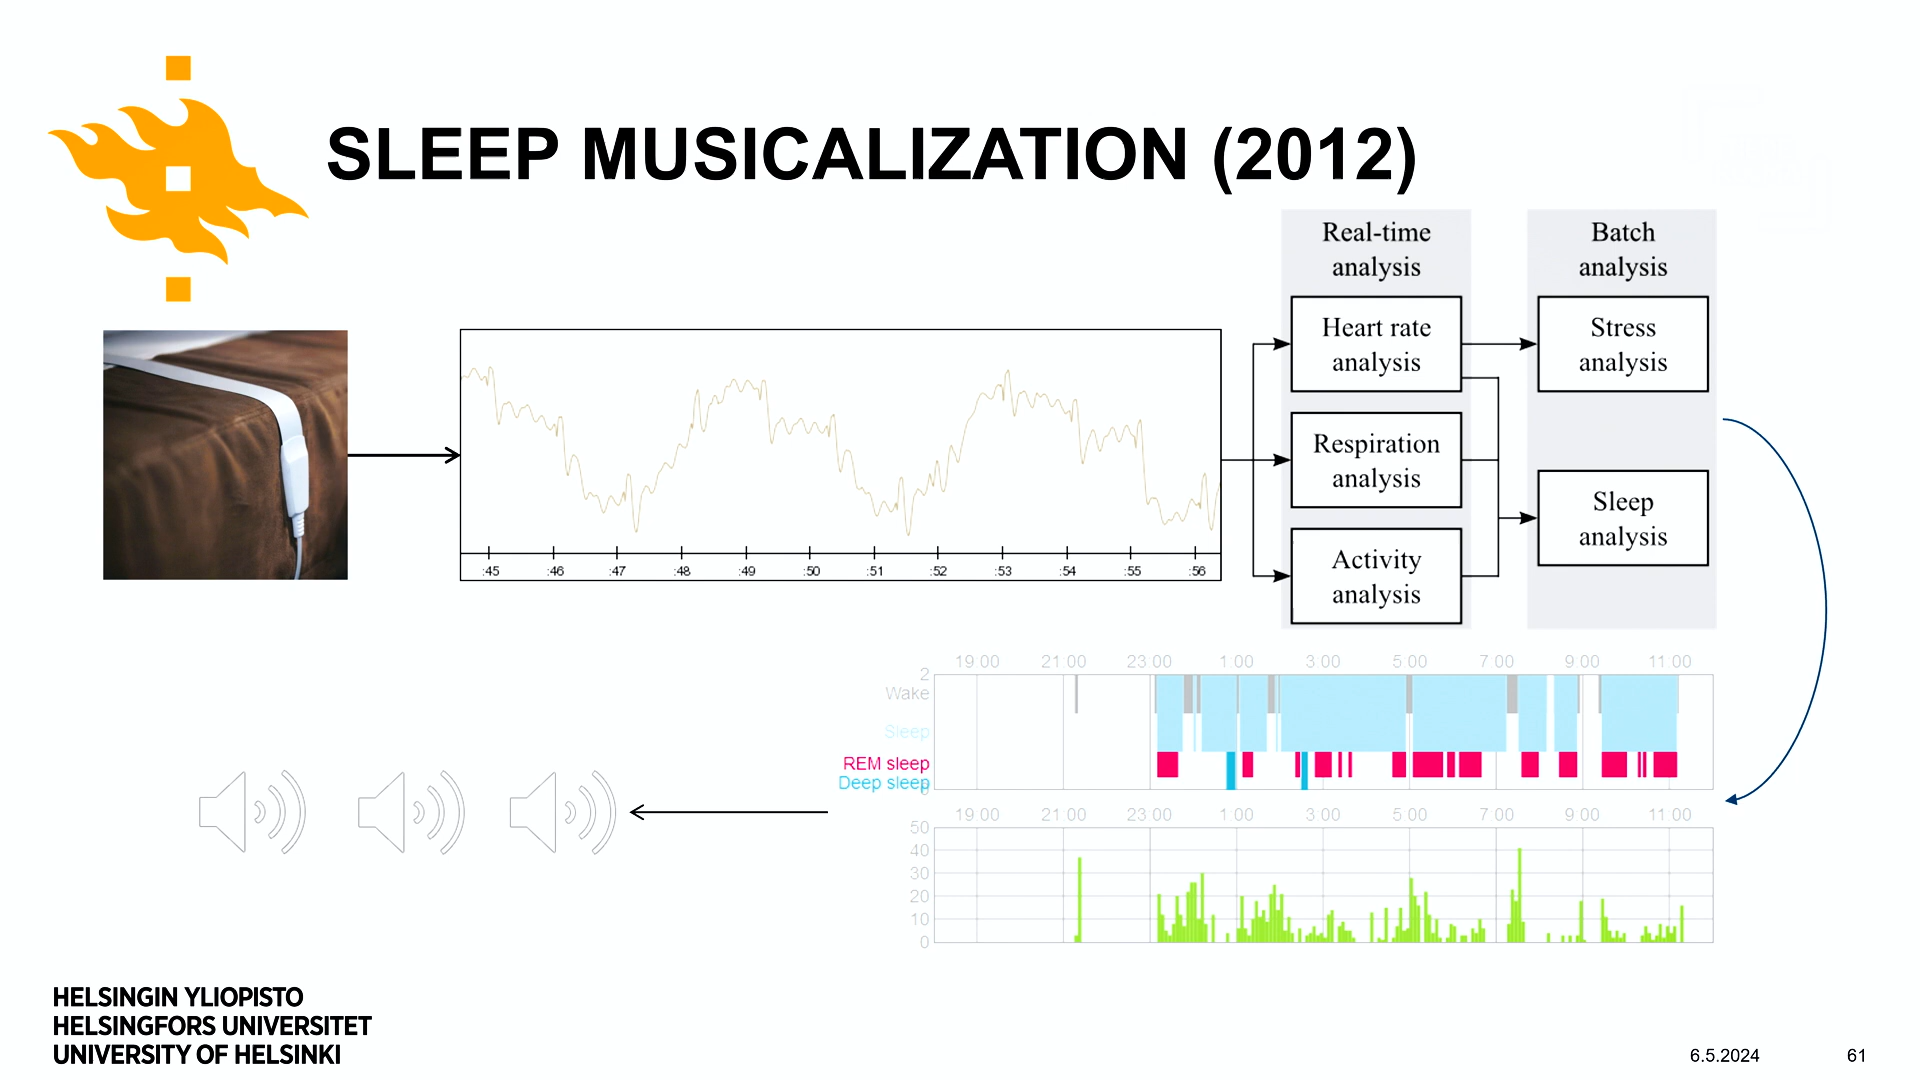 SLEEP MUSICALIZATION (2012)
Real-time
analysis
Batch
analysis
Heart rate
analysis
Stress
analysis
Respiration
analysis
Sleep
analysis
Activity
analysis
:45 :46 :47 :48 :49 :50 :51 :52 :53 :54 :55 :56
19 00 21 00 23 00 1 00 3 00 5 00 7 00 9 00 11 00
2
Wake
Sleep
REM sleep
Deep sleep
0
19 00 21 00 23 00 1 00 3 00 5 00 7 00 9 00 11 00
50
40
30
20
10
0
HELSINGIN YLIOPISTO
HELSINGFORS UNIVERSITET
UNIVERSITY OF HELSINKI
6.5.2024 61